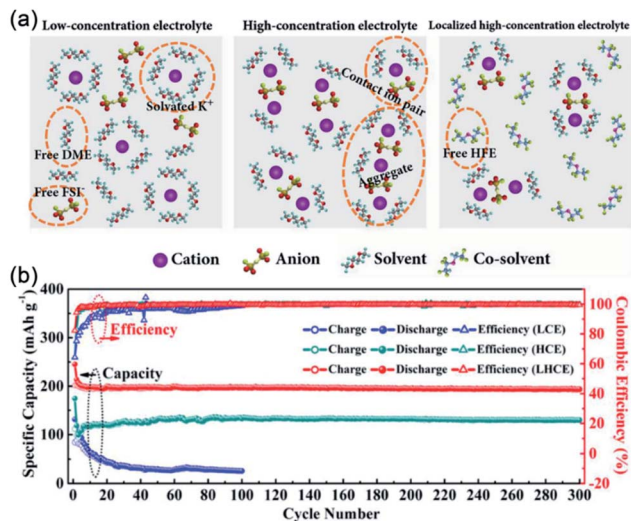 (a)
Low-concentration electrolyte
High-concentration electrolyte
Localized high-concentration electrolyte
Solvated K⁺
Free DME
Free FSI⁻
Contact ion pair
Aggregate
Free HFE
Cation
Anion
Solvent
Co-solvent
(b)
400
300
200
100
0
Specific Capacity (mAh g⁻¹)
Efficiency
Capacity
Charge Discharge Efficiency (LCE)
Charge Discharge Efficiency (HCE)
Charge Discharge Efficiency (LHCE)
100
80
60
40
20
0
-20
Coulombic Efficiency (%)
0 20 40 60 80 100 120 140 160 180 200 220 240 260 280 300
Cycle Number